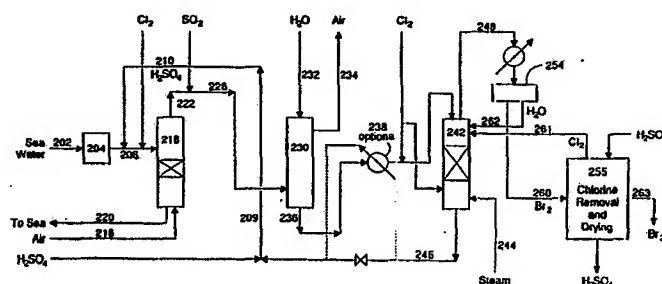 Cl2 SO2 H2O Air Cl2
248
210
H2SO4
226
232 234
254
222
H2O
262
238
optional
242
261
Cl2
H2SO
218
230
Sea
Water
202
204
206
255
Chlorine
Removal
and
Drying
260
Br2
263
Br2
209
236
To Sea
220
Air
216
244
H2SO4
246
Steam
H2SO4